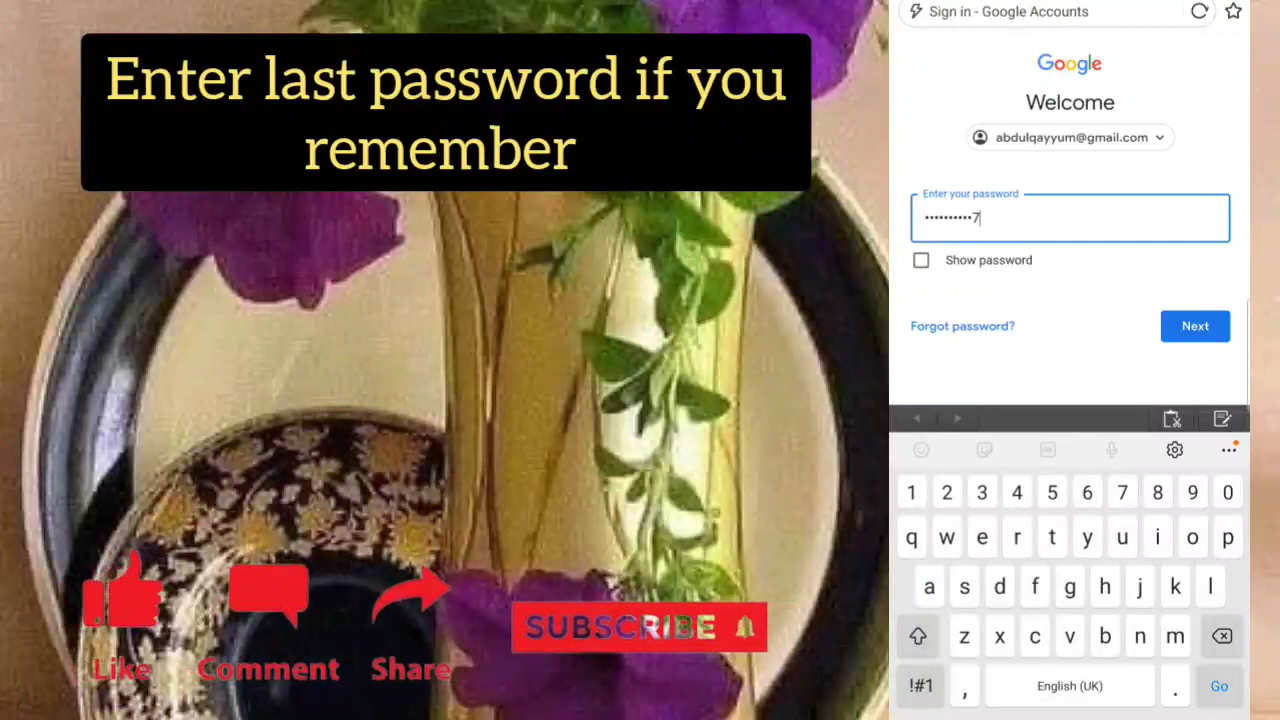 Enter last password if you
remember
Like
Comment
Share
SUBSCRIBE
Sign in - Google Accounts
Google
Welcome
abdulqayyum@gmail.com
Enter your password
••••••••••7
Show password
Forgot password?
Next
1 2 3 4 5 6 7 8 9 0
q w e r t y u i o p
a s d f g h j k l
z x c v b n m
!#1 , English (UK) . Go